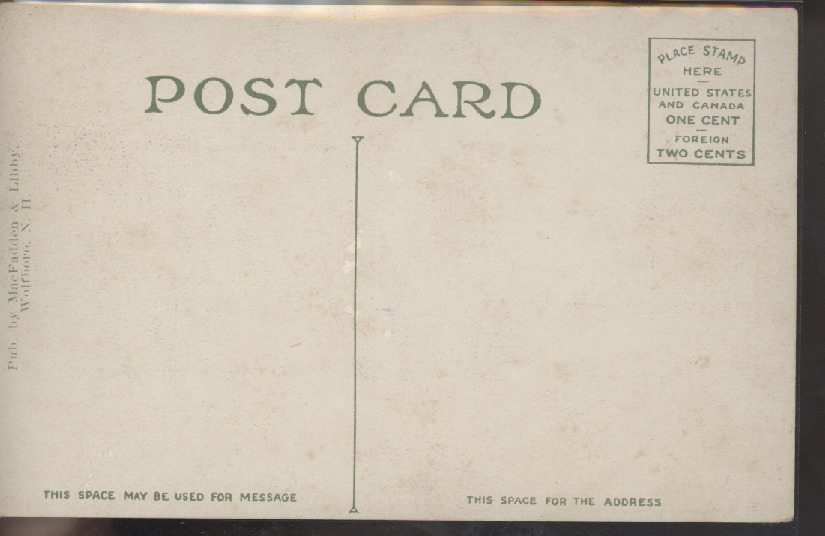 POST CARD
PLACE STAMP
HERE
UNITED STATES
AND CANADA
ONE CENT
FOREIGN
TWO CENTS
Pub. by MacFadden & Libby,
Wolfboro, N. H.
THIS SPACE MAY BE USED FOR MESSAGE
THIS SPACE FOR THE ADDRESS